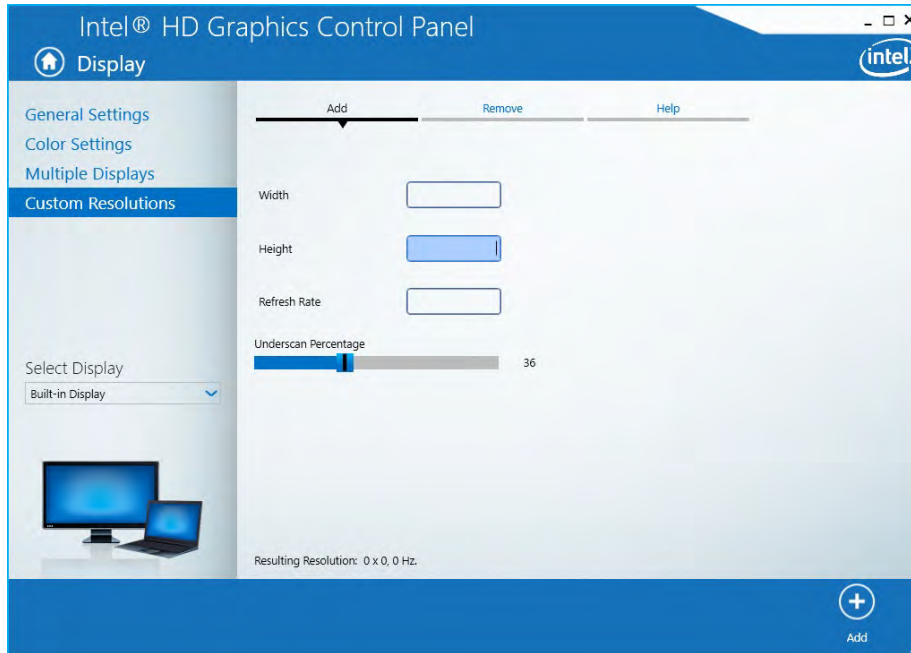 Intel® HD Graphics Control Panel
Display
intel
General Settings
Color Settings
Multiple Displays
Custom Resolutions
Select Display
Built-in Display
Add
Remove
Help
Width
Height
Refresh Rate
Underscan Percentage
36
Resulting Resolution: 0 x 0, 0 Hz.
Add